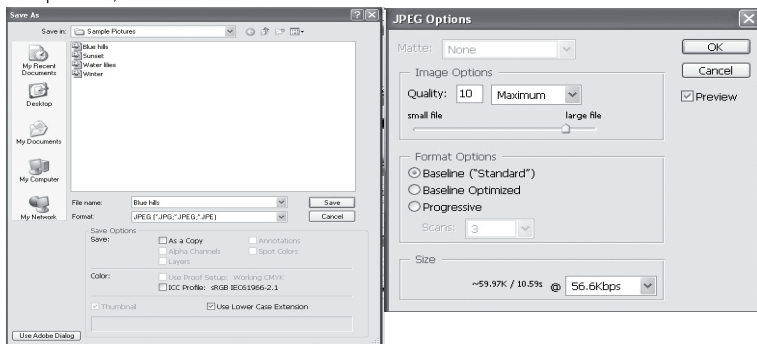 Save As
Save in: Sample Pictures
Blue hills
Sunset
Water lilies
Winter
My Recent
Documents
Desktop
My Documents
My Computer
My Network
File name: Blue hills Save
Format: JPEG (*.JPG;*.JPEG;*.JPE) Cancel
Save Options
Save: As a Copy Annotations
Alpha Channels Spot Colors
Layers
Color: Use Proof Setup: Working CMYK
ICC Profile: sRGB IEC61966-2.1
Thumbnail Use Lower Case Extension
Use Adobe Dialog
JPEG Options
Matte: None OK
Image Options Cancel
Quality: 10 Maximum Preview
small file large file
Format Options
Baseline ("Standard")
Baseline Optimized
Progressive
Scans: 3
Size
~59.97K / 10.59s @ 56.6Kbps